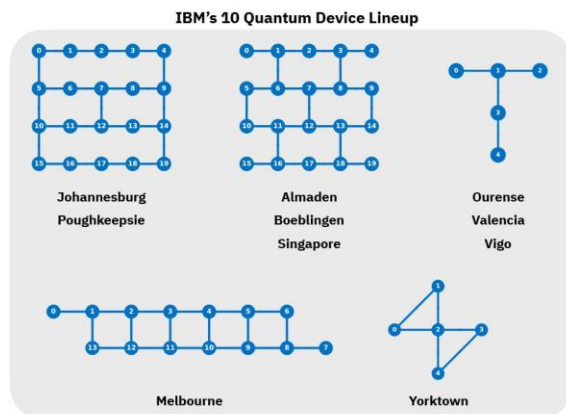 IBM's 10 Quantum Device Lineup
0 1 2 3 4
5 6 7 8 9
10 11 12 13 14
15 16 17 18 19
Johannesburg
Poughkeepsie
0 1 2 3 4
5 6 7 8 9
10 11 12 13 14
15 16 17 18 19
Almaden
Boeblingen
Singapore
0 1 2
3
4
Ourense
Valencia
Vigo
0 1 2 3 4 5 6
13 12 11 10 9 8 7
Melbourne
1
0 2 3
4
Yorktown